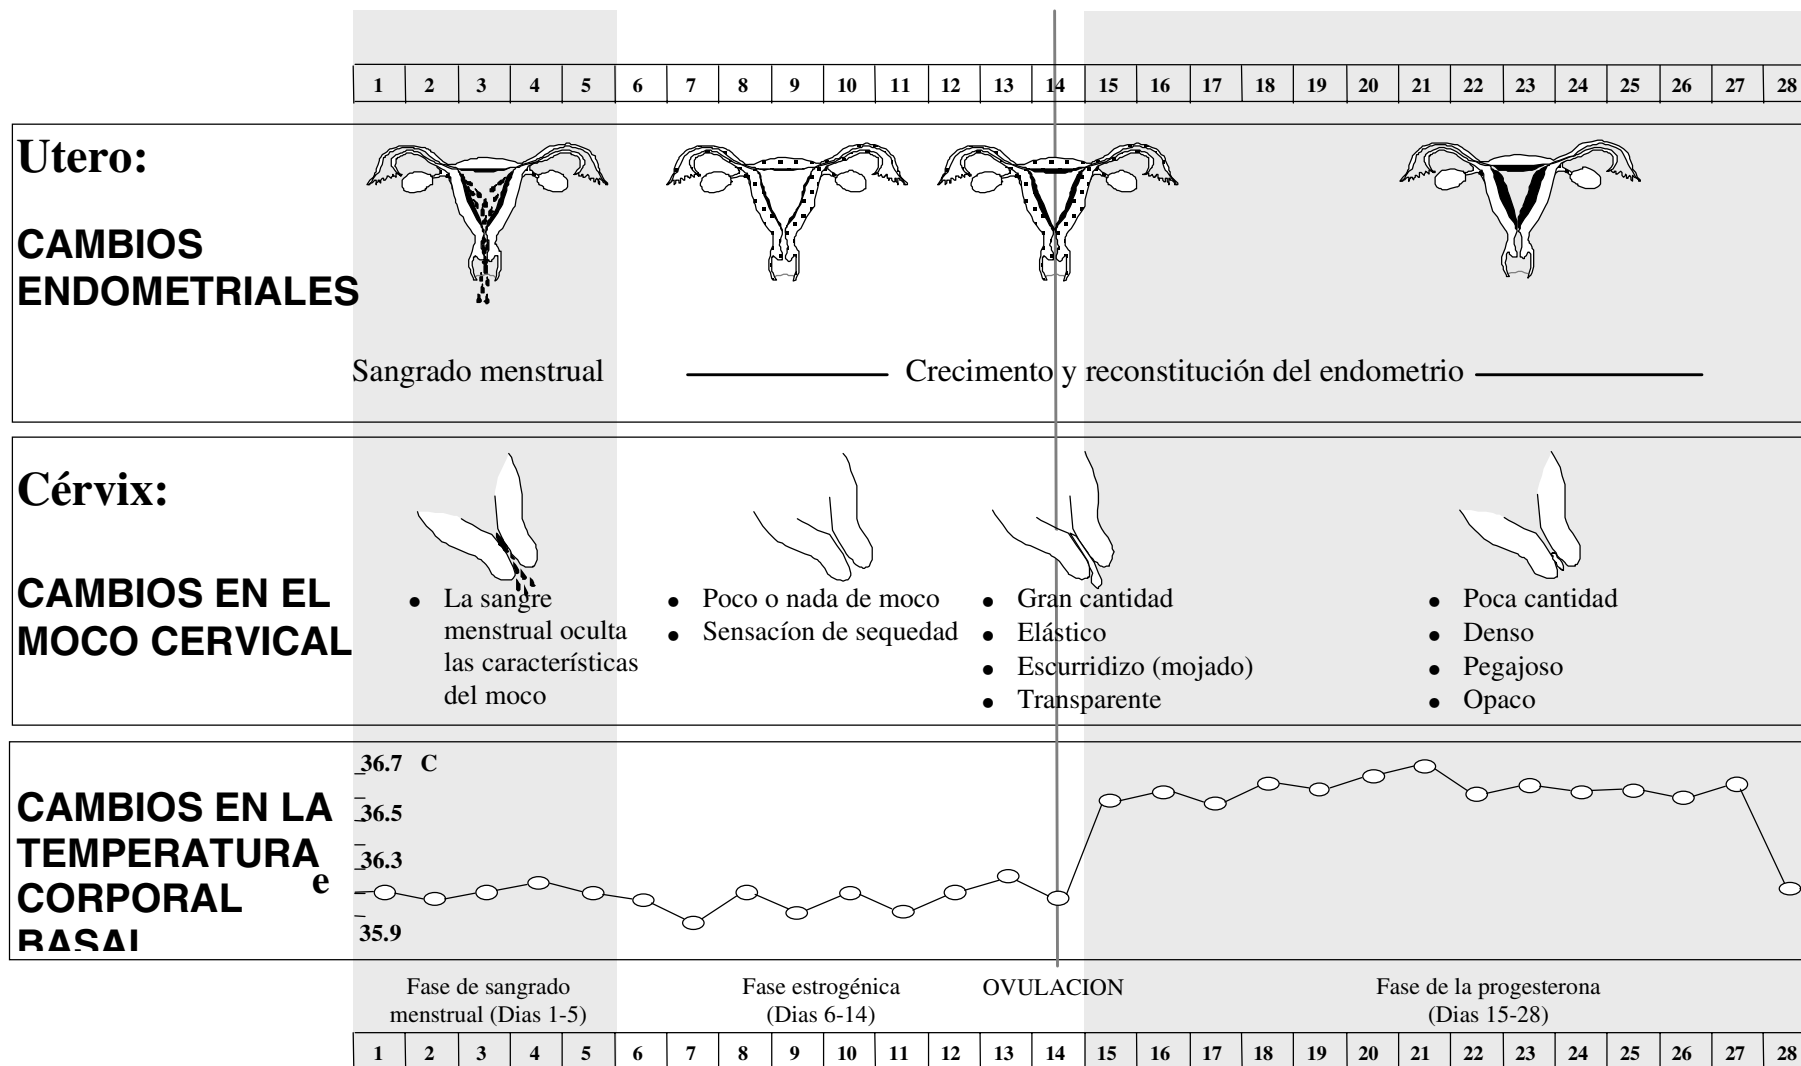 1 2 3 4 5 6 7 8 9 10 11 12 13 14 15 16 17 18 19 20 21 22 23 24 25 26 27 28
Utero:
CAMBIOS
ENDOMETRIALES
Sangrado menstrual
Crecimento y reconstitución del endometrio
Cérvix:
CAMBIOS EN EL
MOCO CERVICAL
• La sangre
menstrual oculta
las características
del moco
• Poco o nada de moco
• Sensacíon de sequedad
• Gran cantidad
• Elástico
• Escurridizo (mojado)
• Transparente
• Poca cantidad
• Denso
• Pegajoso
• Opaco
CAMBIOS EN LA
TEMPERATURA
CORPORAL
BASAL
e
36.7 C
36.5
36.3
35.9
Fase de sangrado
menstrual (Dias 1-5)
Fase estrogénica
(Dias 6-14)
OVULACION
Fase de la progesterona
(Dias 15-28)
1 2 3 4 5 6 7 8 9 10 11 12 13 14 15 16 17 18 19 20 21 22 23 24 25 26 27 28